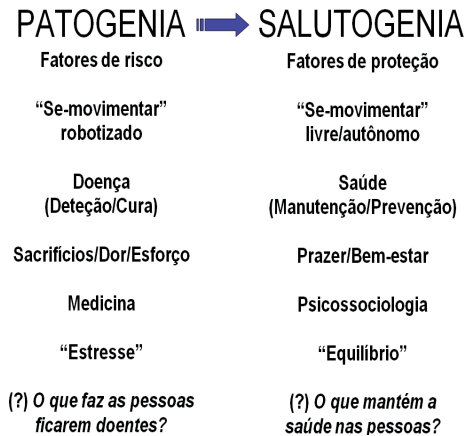 PATOGENIA SALUTOGENIA
Fatores de risco
Fatores de proteção
“Se-movimentar”
robotizado
“Se-movimentar”
livre/autônomo
Doença
(Deteção/Cura)
Saúde
(Manutenção/Prevenção)
Sacrifícios/Dor/Esforço
Prazer/Bem-estar
Medicina
Psicossociologia
“Estresse”
“Equilíbrio”
(?) O que faz as pessoas
ficarem doentes?
(?) O que mantém a
saúde nas pessoas?